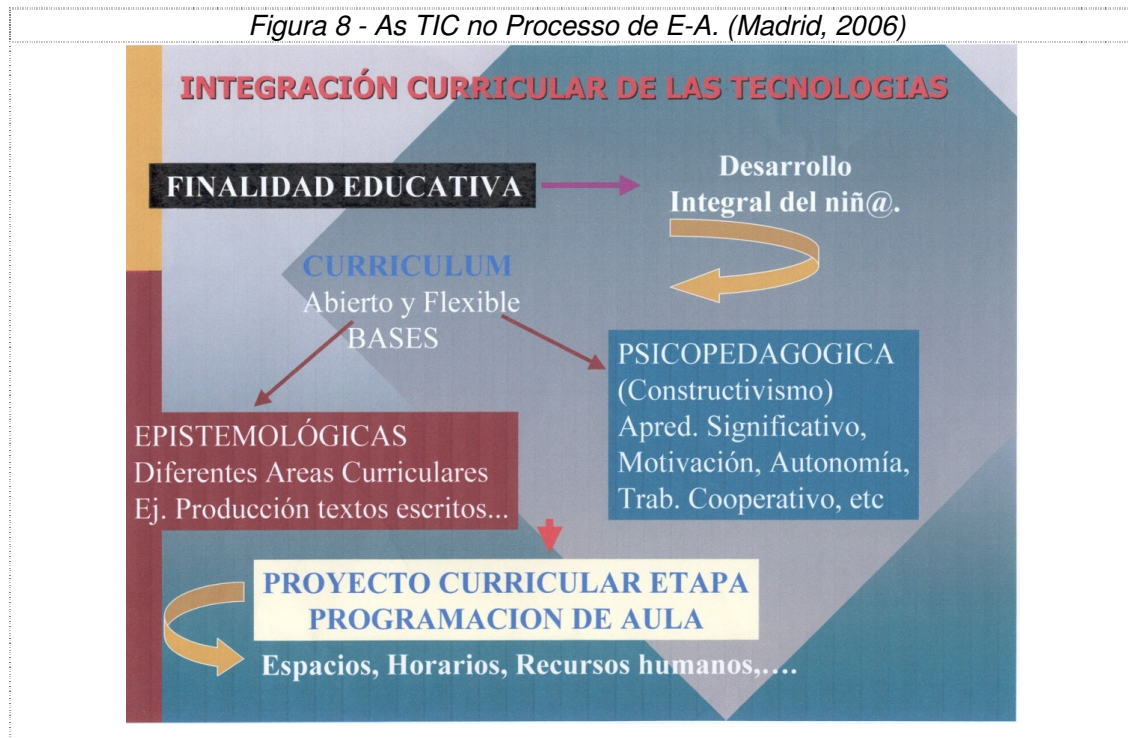 Figura 8 - As TIC no Processo de E-A. (Madrid, 2006)
INTEGRACIÓN CURRICULAR DE LAS TECNOLOGIAS
FINALIDAD EDUCATIVA
Desarrollo
Integral del niñ@.
CURRICULUM
Abierto y Flexible
BASES
PSICOPEDAGOGICA
(Constructivismo)
Apred. Significativo,
Motivación, Autonomía,
Trab. Cooperativo, etc
EPISTEMOLÓGICAS
Diferentes Areas Curriculares
Ej. Producción textos escritos...
PROYECTO CURRICULAR ETAPA
PROGRAMACION DE AULA
Espacios, Horarios, Recursos humanos,....